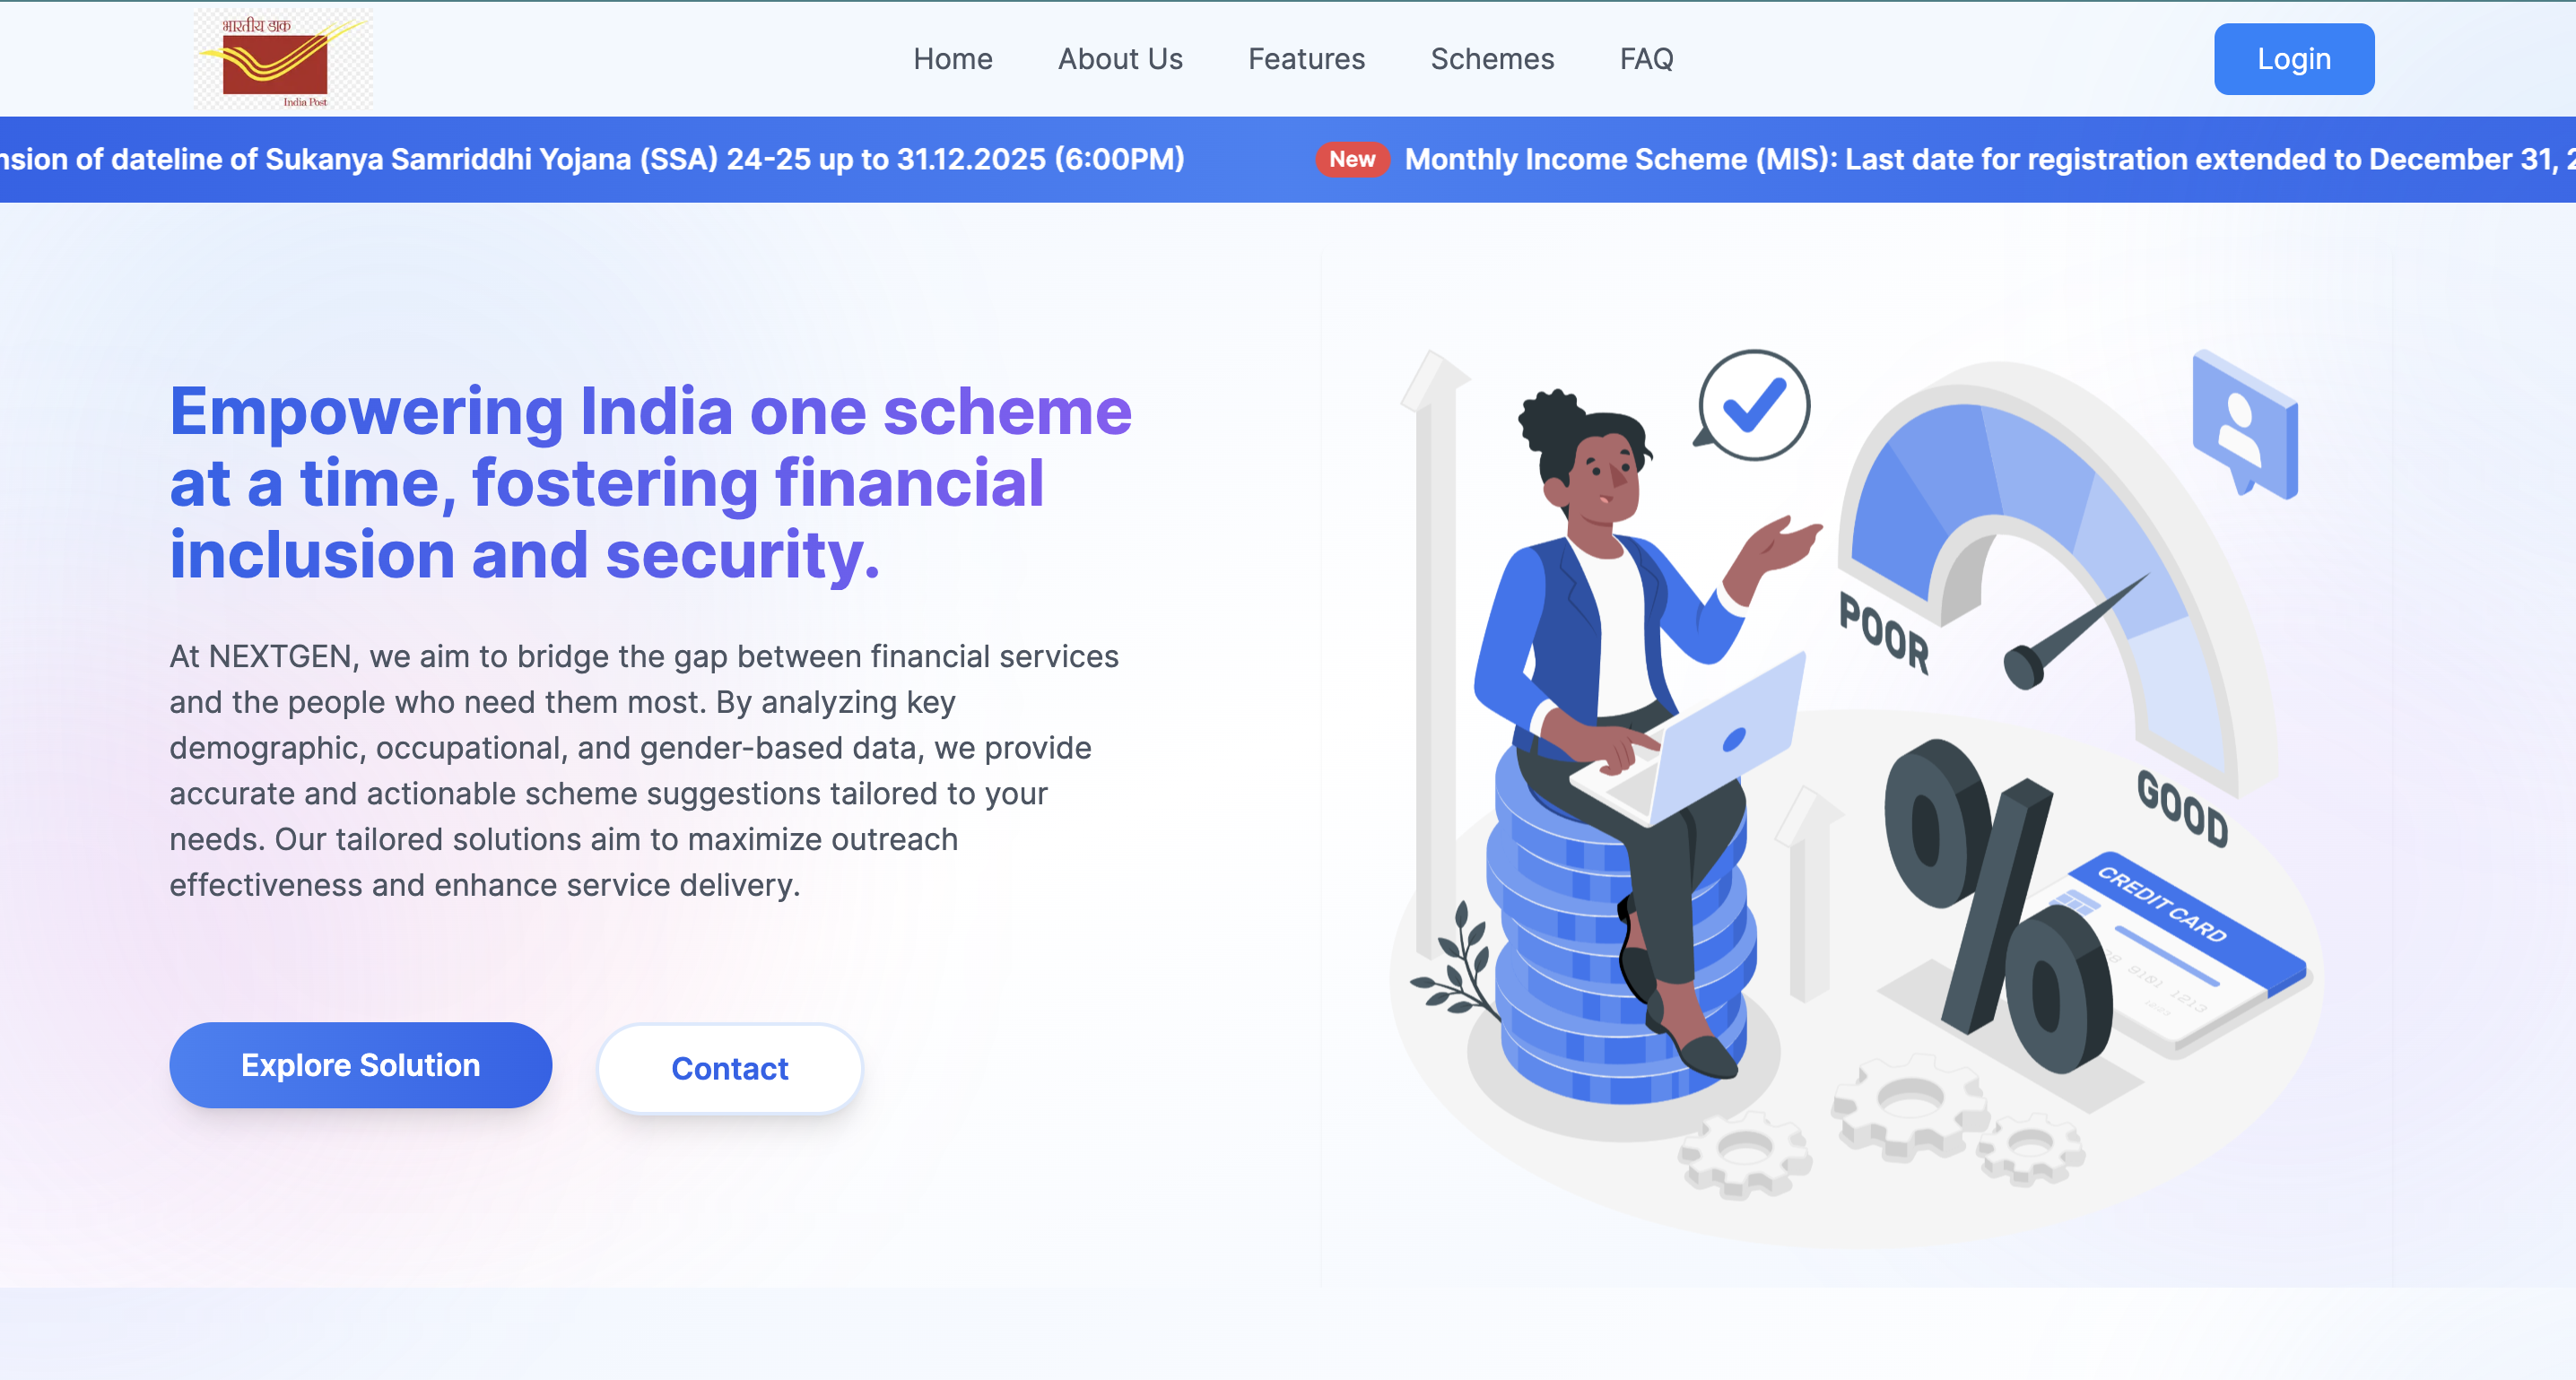 भारतीय डाक
India Post
Home About Us Features Schemes FAQ Login
nsion of dateline of Sukanya Samriddhi Yojana (SSA) 24-25 up to 31.12.2025 (6:00PM) New Monthly Income Scheme (MIS): Last date for registration extended to December 31, 2
Empowering India one scheme
at a time, fostering financial
inclusion and security.
At NEXTGEN, we aim to bridge the gap between financial services
and the people who need them most. By analyzing key
demographic, occupational, and gender-based data, we provide
accurate and actionable scheme suggestions tailored to your
needs. Our tailored solutions aim to maximize outreach
effectiveness and enhance service delivery.
Explore Solution Contact
POOR
GOOD
%
CREDIT CARD
9101 1213